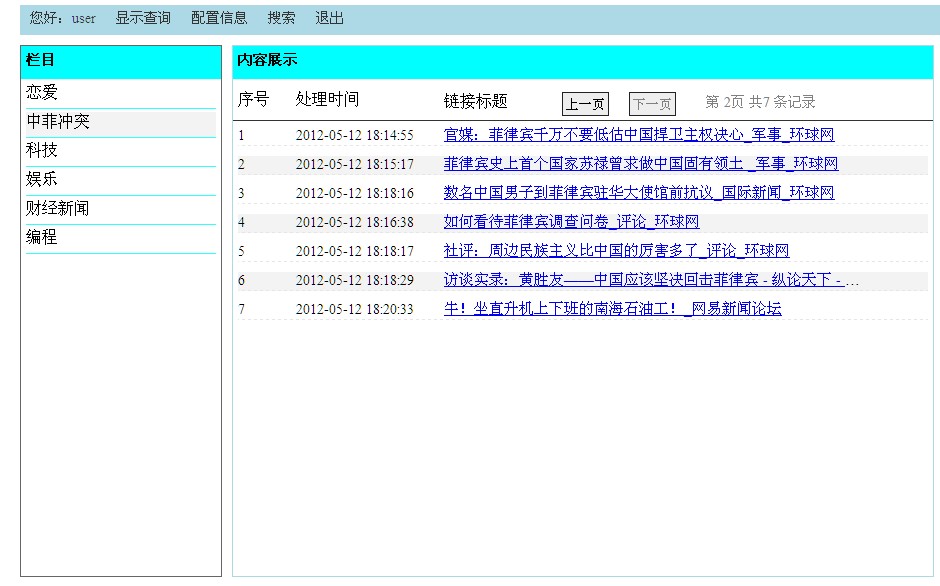 您好：user 显示查询 配置信息 搜索 退出
栏目
恋爱
中菲冲突
科技
娱乐
财经新闻
编程
内容展示
序号 处理时间 链接标题 上一页 下一页 第 2页 共7 条记录
1 2012-05-12 18:14:55 官媒：菲律宾千万不要低估中国捍卫主权决心_军事_环球网
2 2012-05-12 18:15:17 菲律宾史上首个国家苏禄曾求做中国固有领土 _军事_环球网
3 2012-05-12 18:18:16 数名中国男子到菲律宾驻华大使馆前抗议_国际新闻_环球网
4 2012-05-12 18:16:38 如何看待菲律宾调查问卷_评论_环球网
5 2012-05-12 18:18:17 社评：周边民族主义比中国的厉害多了_评论_环球网
6 2012-05-12 18:18:29 访谈实录：黄胜友——中国应该坚决回击菲律宾 - 纵论天下 - …
7 2012-05-12 18:20:33 牛！坐直升机上下班的南海石油工！_网易新闻论坛